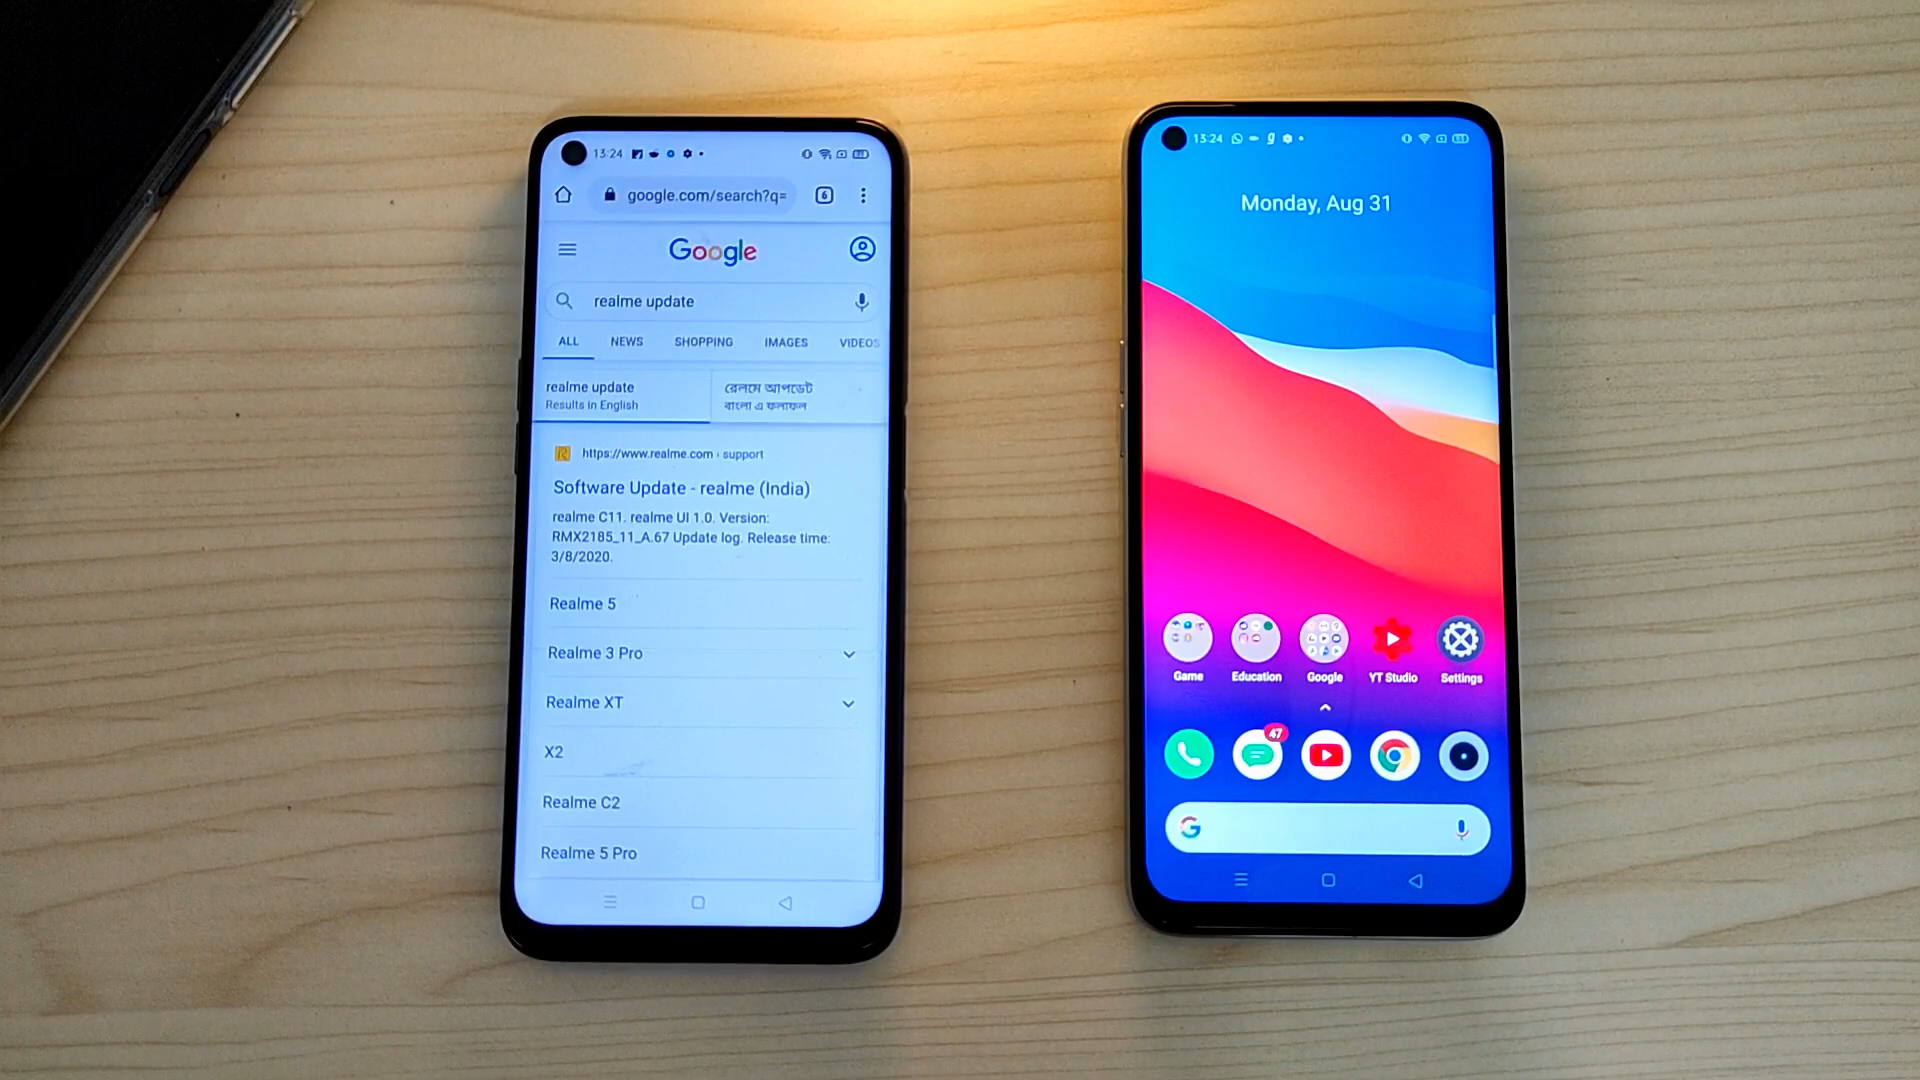 13:24
google.com/search?q=
6
Google
realme update
ALL NEWS SHOPPING IMAGES VIDEOS
realme update
Results in English
রেলমে আপডেট
বাংলা এ ফলাফল
https://www.realme.com › support
Software Update - realme (India)
realme C11. realme UI 1.0. Version:
RMX2185_11_A.67 Update log. Release time:
3/8/2020.
Realme 5
Realme 3 Pro
Realme XT
X2
Realme C2
Realme 5 Pro
13:24
Monday, Aug 31
Game Education Google YT Studio Settings
47